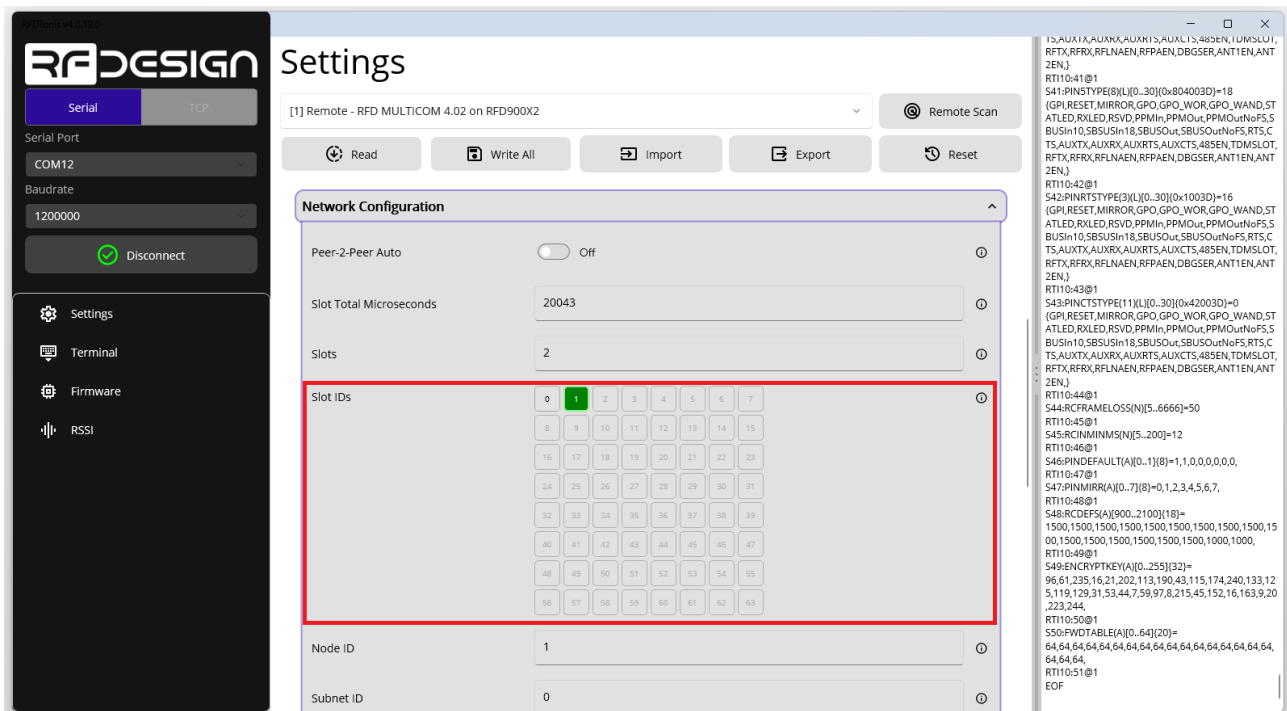 RFDTools v4.0.19.0
RFDESIGN
Serial
TCP
Serial Port
COM12
Baudrate
1200000
Disconnect
Settings
Terminal
Firmware
RSSI
Settings
[1] Remote - RFD MULTICOM 4.02 on RFD900X2
Remote Scan
Read
Write All
Import
Export
Reset
Network Configuration
Peer-2-Peer Auto
Off
Slot Total Microseconds
20043
Slots
2
Slot IDs
0 1 2 3 4 5 6 7
8 9 10 11 12 13 14 15
16 17 18 19 20 21 22 23
24 25 26 27 28 29 30 31
32 33 34 35 36 37 38 39
40 41 42 43 44 45 46 47
48 49 50 51 52 53 54 55
56 57 58 59 60 61 62 63
Node ID
1
Subnet ID
0
TS,AUXTX,AUXRX,AUXRTS,AUXCTS,485EN,TDMSLOT,
RFTX,RFRX,RFLNAEN,RFPAEN,DBGSER,ANT1EN,ANT
2EN,}
RTI10:41@1
S41:PIN5TYPE(8)(L)[0..30]{0x804003D}=18
{GPI,RESET,MIRROR,GPO,GPO_WOR,GPO_WAND,ST
ATLED,RXLED,RSVD,PPMIn,PPMOut,PPMOutNoFS,S
BUSIn10,SBUSIn18,SBUSOut,SBUSOutNoFS,RTS,C
TS,AUXTX,AUXRX,AUXRTS,AUXCTS,485EN,TDMSLOT,
RFTX,RFRX,RFLNAEN,RFPAEN,DBGSER,ANT1EN,ANT
2EN,}
RTI10:42@1
S42:PINRTSTYPE(3)(L)[0..30]{0x1003D}=16
{GPI,RESET,MIRROR,GPO,GPO_WOR,GPO_WAND,ST
ATLED,RXLED,RSVD,PPMIn,PPMOut,PPMOutNoFS,S
BUSIn10,SBUSIn18,SBUSOut,SBUSOutNoFS,RTS,C
TS,AUXTX,AUXRX,AUXRTS,AUXCTS,485EN,TDMSLOT,
RFTX,RFRX,RFLNAEN,RFPAEN,DBGSER,ANT1EN,ANT
2EN,}
RTI10:43@1
S43:PINCTSTYPE(11)(L)[0..30]{0x42003D}=0
{GPI,RESET,MIRROR,GPO,GPO_WOR,GPO_WAND,ST
ATLED,RXLED,RSVD,PPMIn,PPMOut,PPMOutNoFS,S
BUSIn10,SBUSIn18,SBUSOut,SBUSOutNoFS,RTS,C
TS,AUXTX,AUXRX,AUXRTS,AUXCTS,485EN,TDMSLOT,
RFTX,RFRX,RFLNAEN,RFPAEN,DBGSER,ANT1EN,ANT
2EN,}
RTI10:44@1
S44:RCFRAMELOSS(N)[5..6666]=50
RTI10:45@1
S45:RCINMINMS(N)[5..200]=12
RTI10:46@1
S46:PINDEFAULT(A)[0..1]{8}=1,1,0,0,0,0,0,0,
RTI10:47@1
S47:PINMIRR(A)[0..7]{8}=0,1,2,3,4,5,6,7,
RTI10:48@1
S48:RCDEFS(A)[900..2100]{18}=
1500,1500,1500,1500,1500,1500,1500,1500,1500,15
00,1500,1500,1500,1500,1500,1500,1000,1000,
RTI10:49@1
S49:ENCRYPTKEY(A)[0..255]{32}=
96,61,235,16,21,202,113,190,43,115,174,240,133,12
5,119,129,31,53,44,7,59,97,8,215,45,152,16,163,9,20
,223,244,
RTI10:50@1
S50:FWDTABLE(A)[0..64]{20}=
64,64,64,64,64,64,64,64,64,64,64,64,64,64,64,64,64,
64,64,64,
RTI10:51@1
EOF